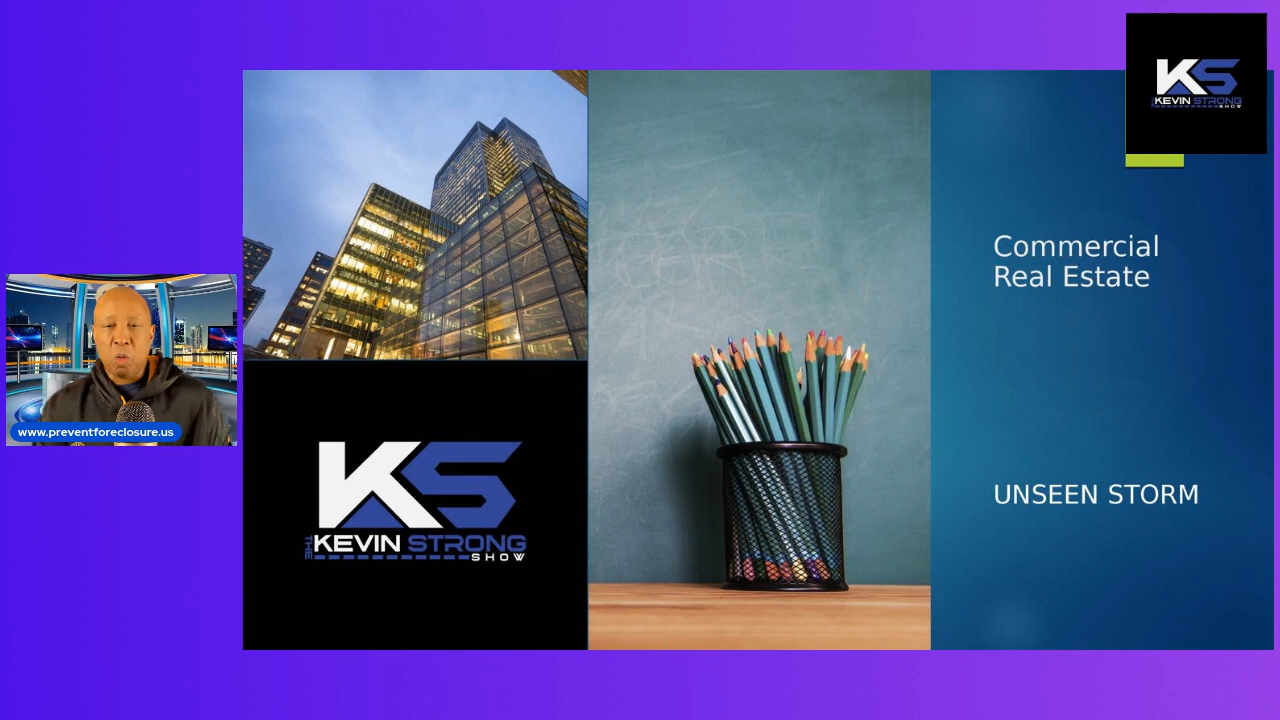 KS
KEVIN STRONG
SHOW
Commercial
Real Estate
www.preventforeclosure.us
KS
THE KEVIN STRONG
SHOW
UNSEEN STORM